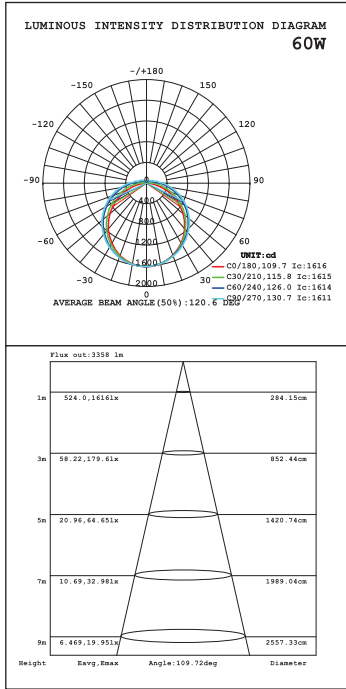 LUMINOUS INTENSITY DISTRIBUTION DIAGRAM
60W
-/+180
-150 150
-120 120
-90 90
-60 60
-30 30
0
0
400
800
1200
1600
2000
UNIT:cd
C0/180,109.7 Ic:1616
C30/210,115.8 Ic:1615
C60/240,126.0 Ic:1614
C90/270,130.7 Ic:1611
AVERAGE BEAM ANGLE(50%):120.6 DEG
Flux out:3358 lm
1m 524.0,1616lx 284.15cm
3m 58.22,179.6lx 852.44cm
5m 20.96,64.65lx 1420.74cm
7m 10.69,32.98lx 1989.04cm
9m 6.469,19.95lx 2557.33cm
Height Eavg,Emax Angle:109.72deg Diameter